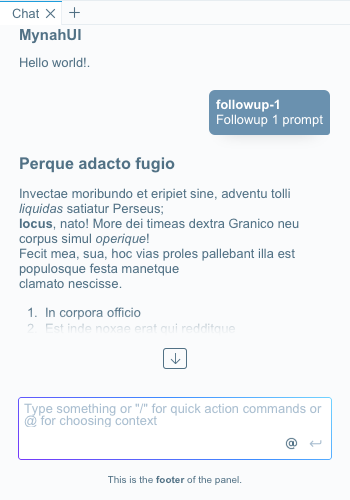 Chat
MynahUI
Hello world!.
followup-1
Followup 1 prompt
Perque adacto fugio
Invectae moribundo et eripiet sine, adventu tolli
liquidas satiatur Perseus;
locus, nato! More dei timeas dextra Granico neu
corpus simul operique!
Fecit mea, sua, hoc vias proles pallebant illa est
populosque festa manetque
clamato nescisse.
1. In corpora officio
2. Est inde noxae erat qui redditque
Type something or "/" for quick action commands or
@ for choosing context
@
This is the footer of the panel.